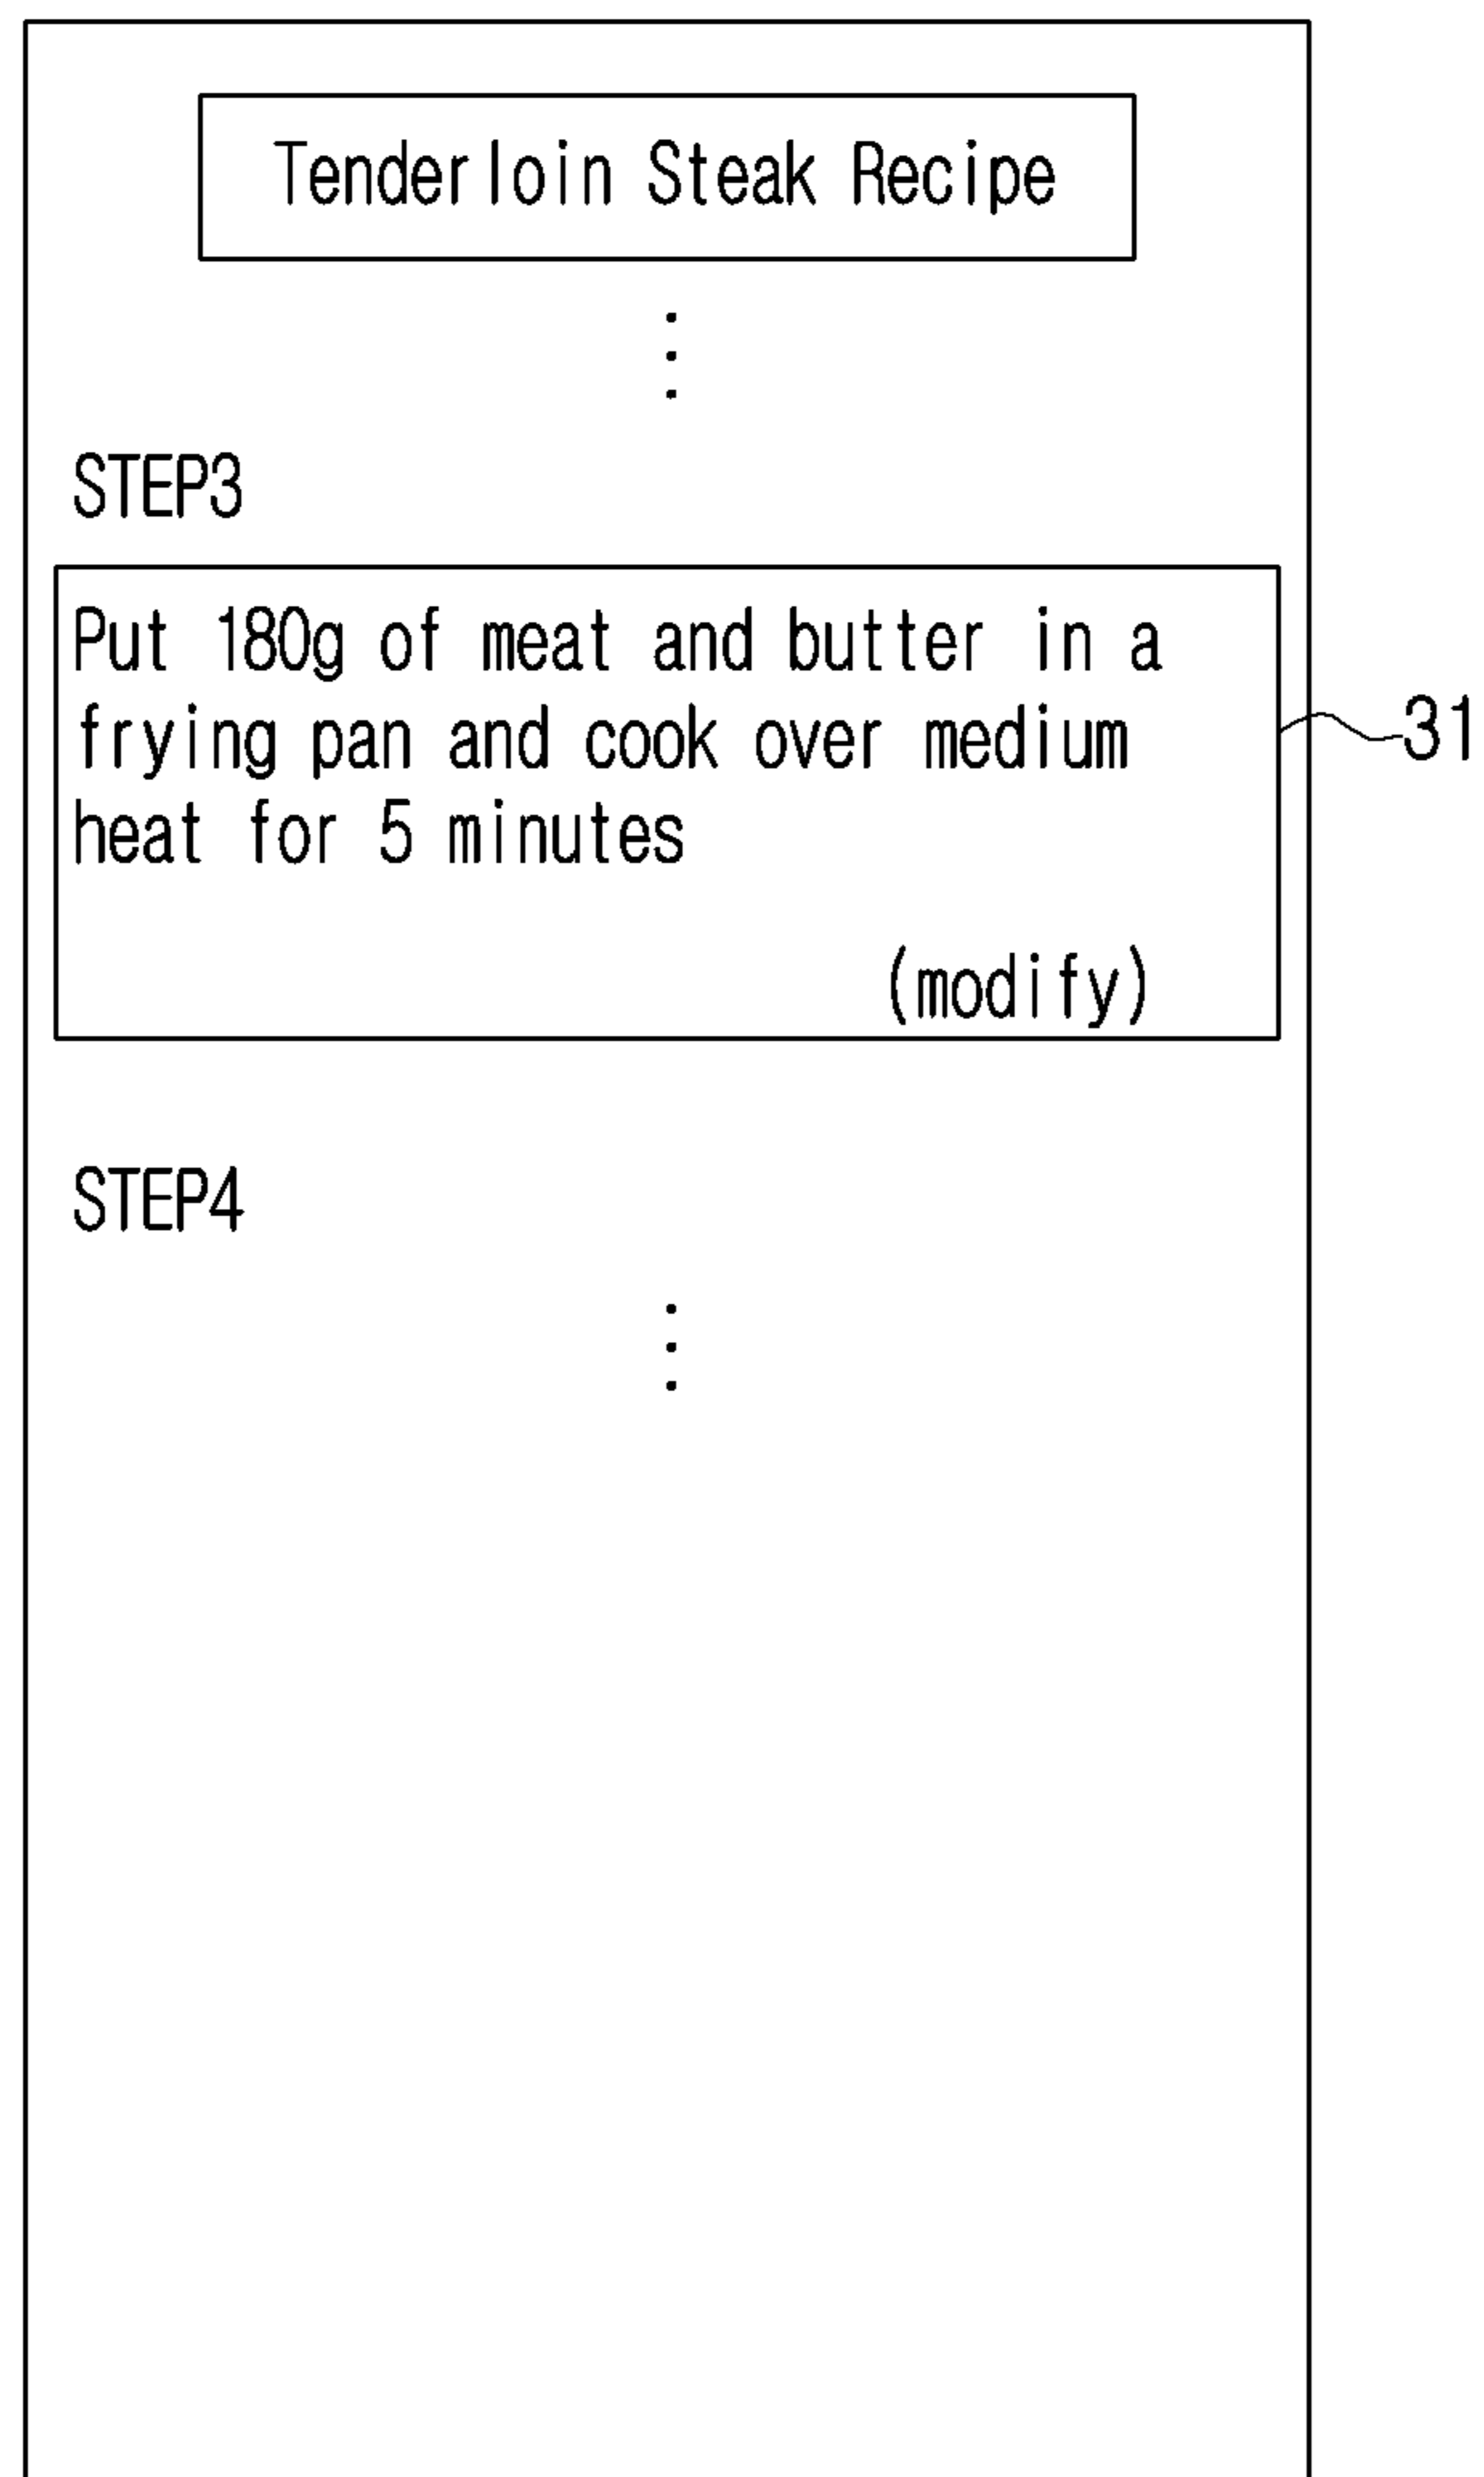 Tenderloin Steak Recipe
STEP3
Put 180g of meat and butter in a
frying pan and cook over medium
heat for 5 minutes
(modify)
31
STEP4